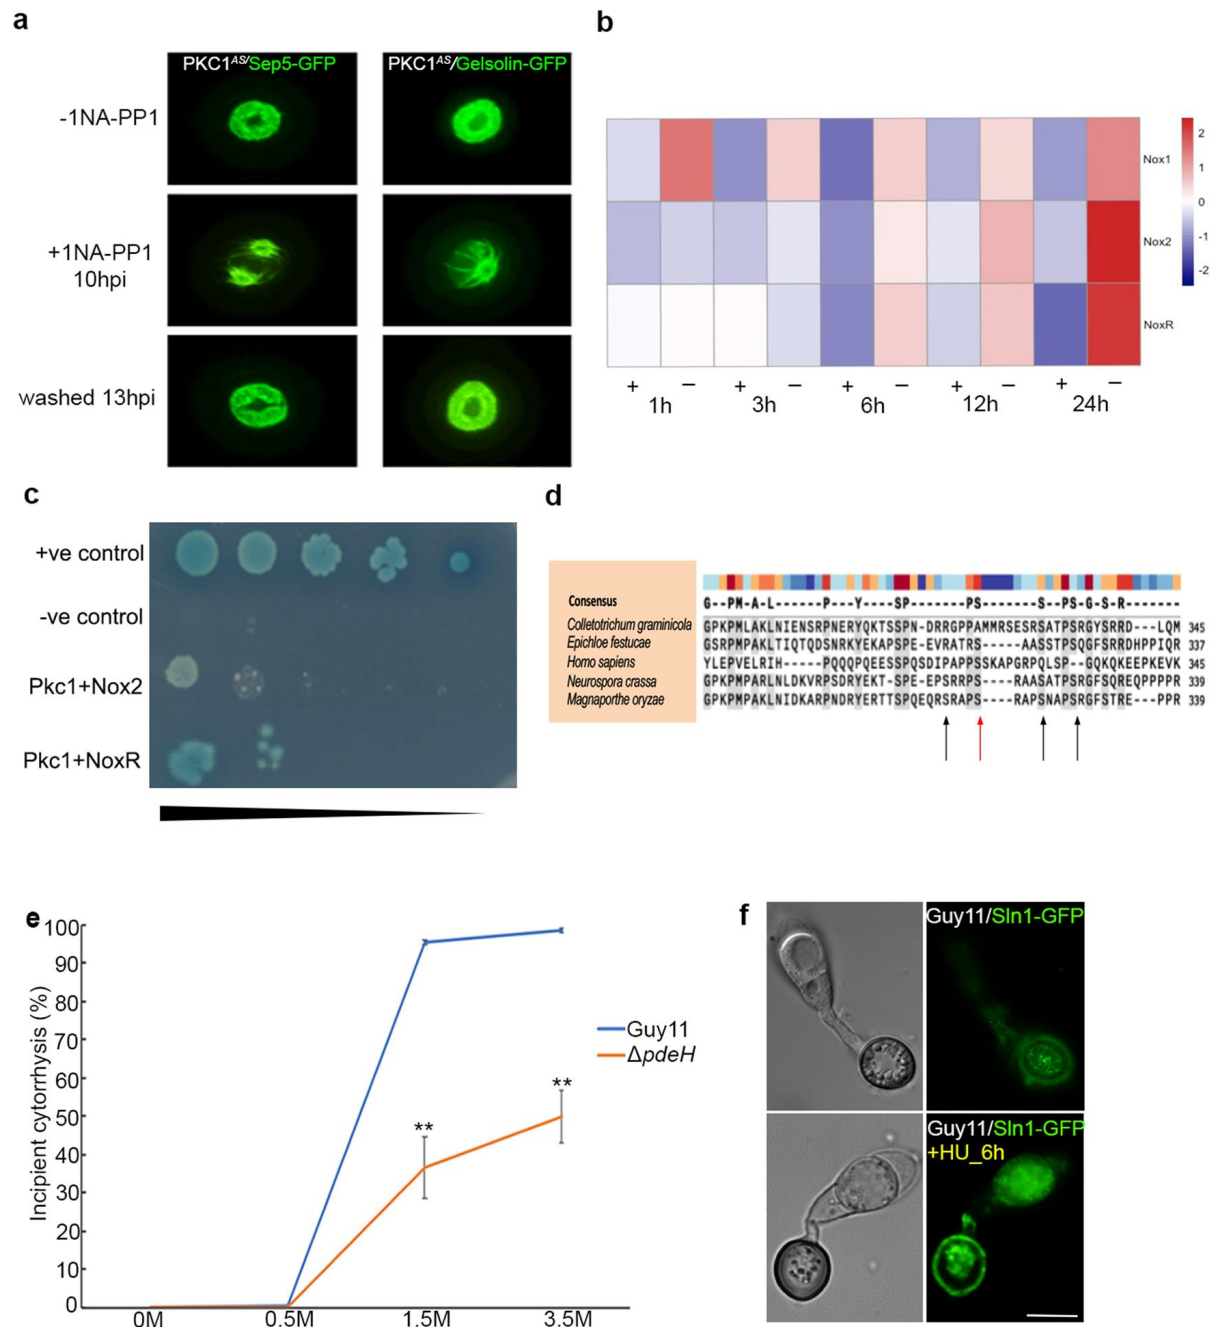 a
PKC1AS/Sep5-GFP
PKC1AS/Gelsolin-GFP
-1NA-PP1
+1NA-PP1
10hpi
washed 13hpi
b
2
1
0
-1
-2
Nox1
Nox2
NoxR
+ − + − + − + − + −
1h 3h 6h 12h 24h
c
+ve control
-ve control
Pkc1+Nox2
Pkc1+NoxR
d
Consensus G--PM-A-L------P---Y----SP-------PS-------S--PS-G-S-R-------
Colletotrichum graminicola GPKPMLAKLNIENSRPNERYQKTSSPN-DRRGPPAMMRSESRSATPSRGYSRRD---LQM 345
Epichloe festucae GSRPMPAKLTIQTQDSNRKYEKAPSPE-EVRATRS-----AASSTPSQGFSRRDHPPIQR 337
Homo sapiens YLEPVELRIH-----PQQQPQEESSPQSDIPAPPSSKAPGRPQLSP--GQKQKEEPKEVK 345
Neurospora crassa GPKPMPARLNLDKVRPSDRYEKT-SPE-EPSRRPS-----RAASATPSRGFSQREQPPPPR 339
Magnaporthe oryzae GPKPMPAKLNIDKARPNDRYERTTSPQEQRSRAPS----RAPSNAPSRGFSTRE---PPR 339
e
Incipient cytorrhysis (%)
100
90
80
70
60
50
40
30
20
10
0
**
**
Guy11
ΔpdeH
0M 0.5M 1.5M 3.5M
f
Guy11/Sln1-GFP
Guy11/Sln1-GFP
+HU_6h